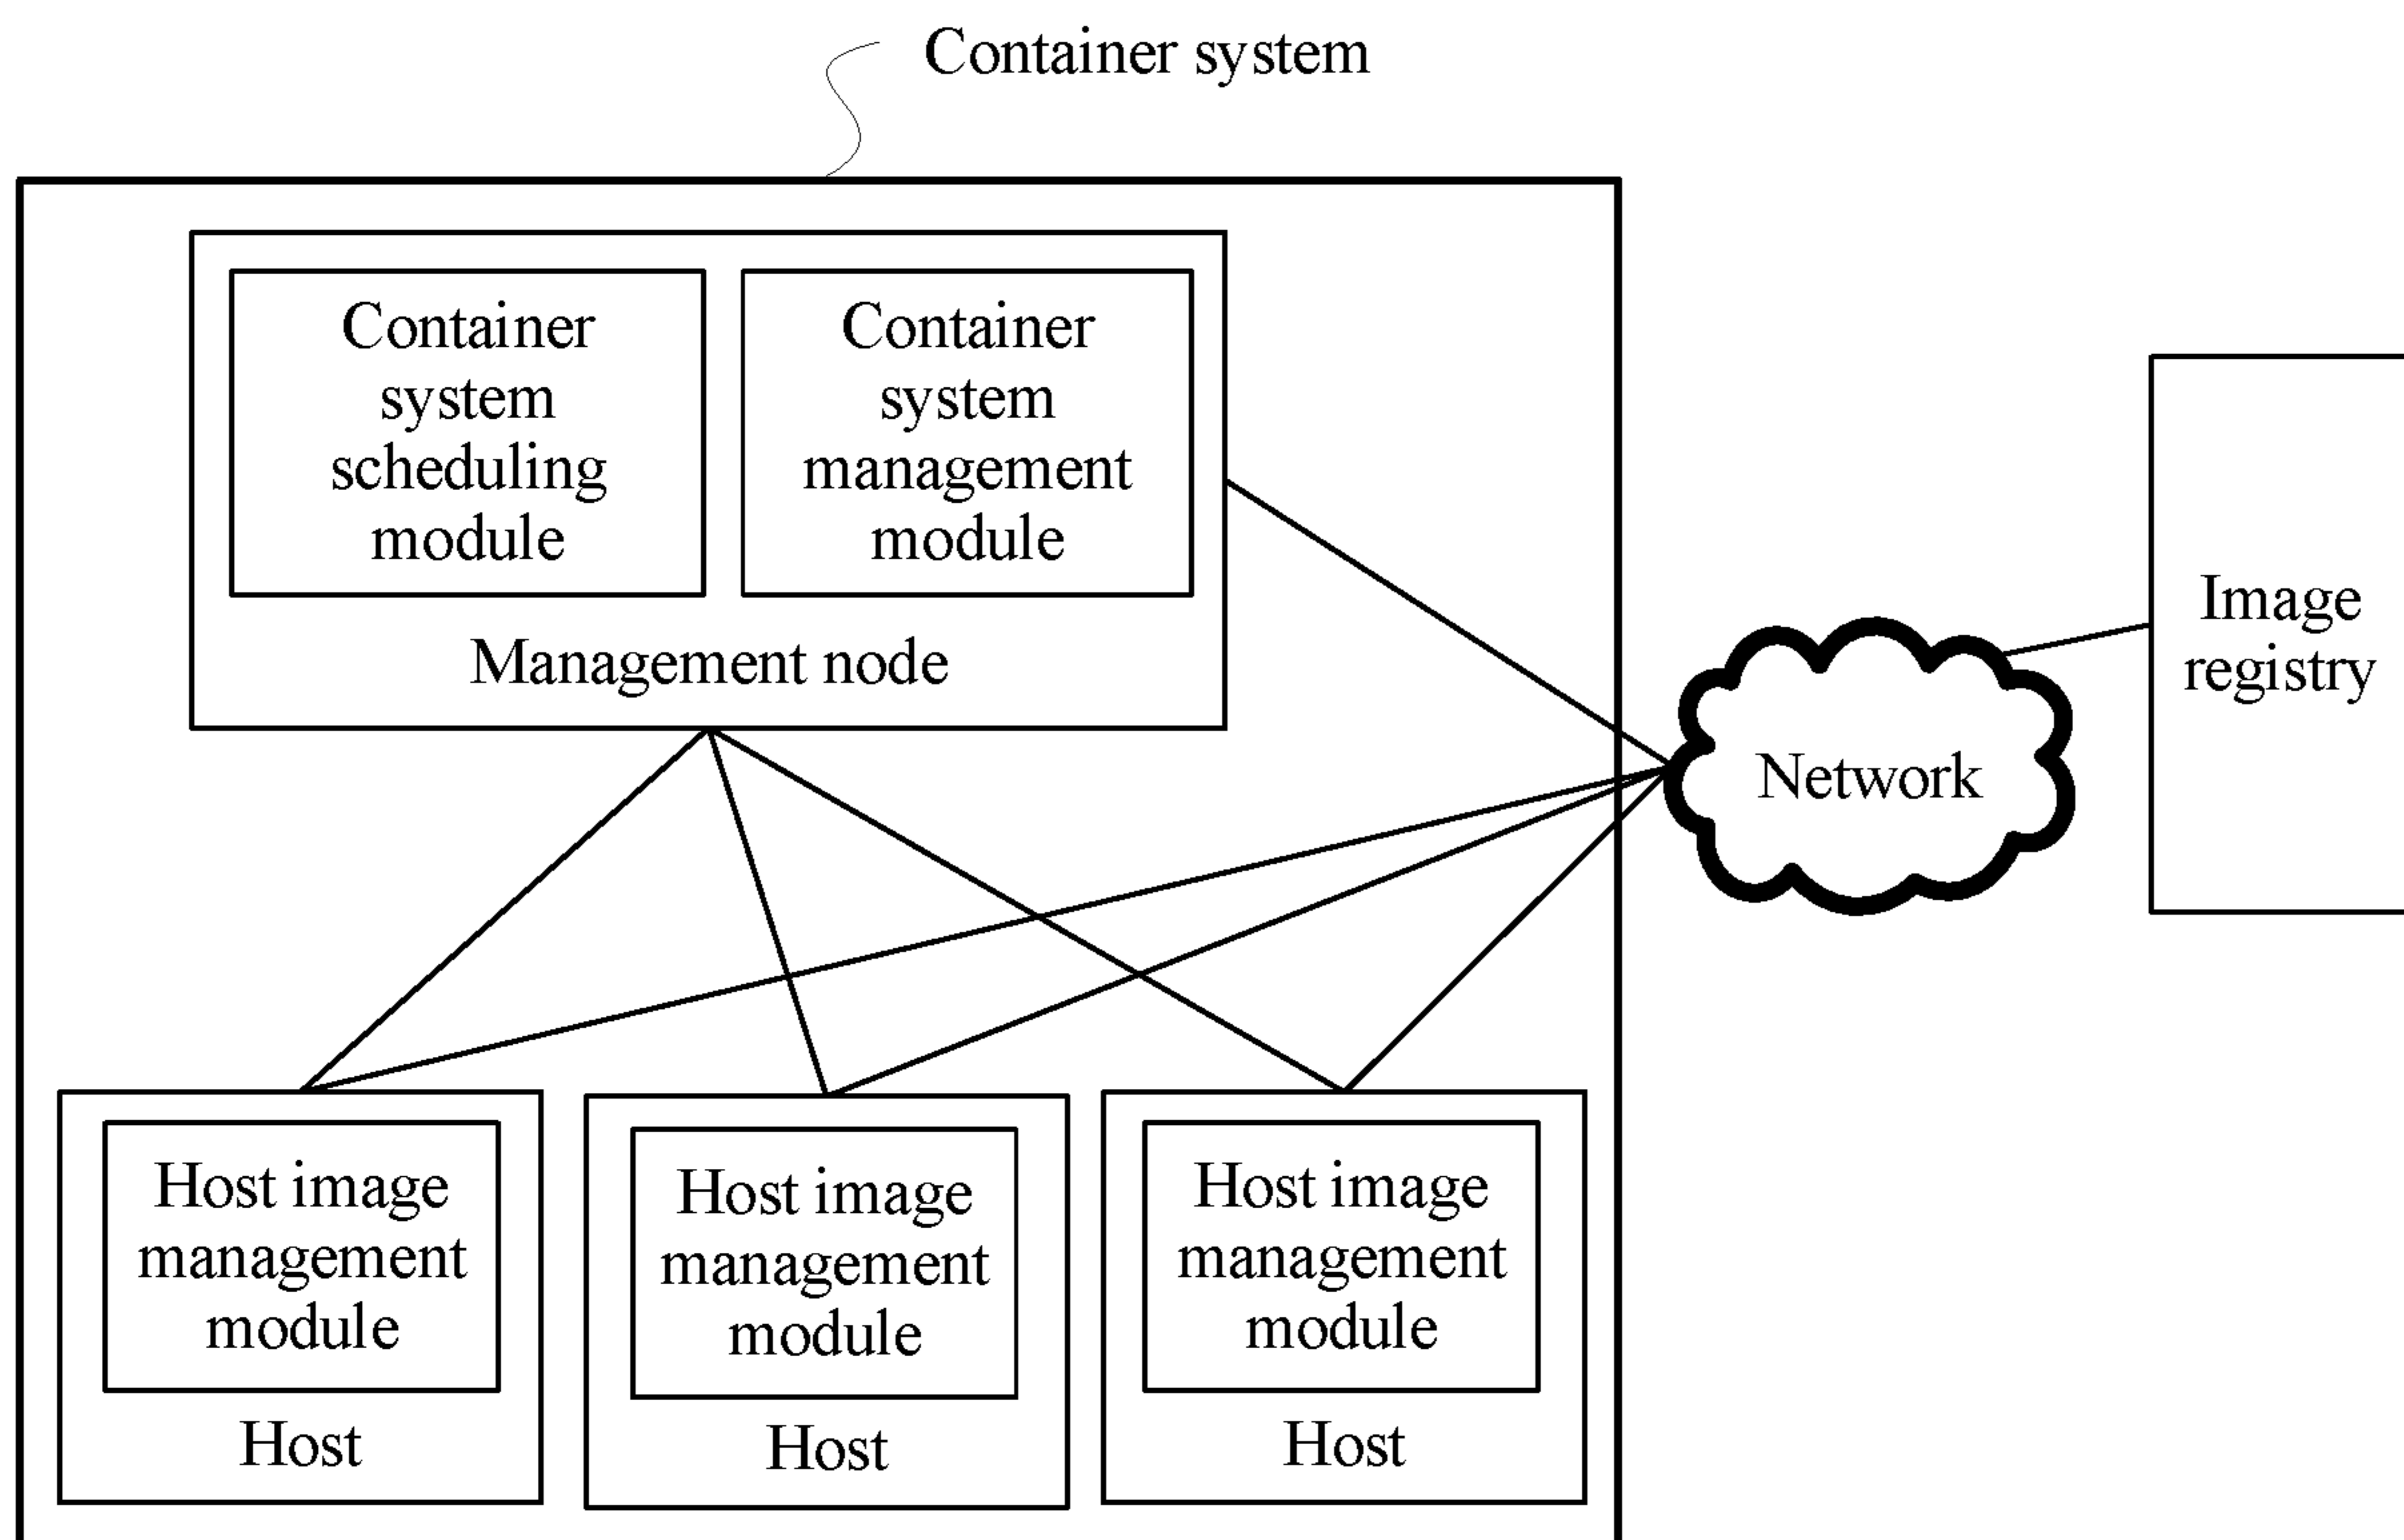 Container system
Container
system
scheduling
module
Container
system
management
module
Management node
Image
registry
Network
Host image
management
module
Host
Host image
management
module
Host
Host image
management
module
Host